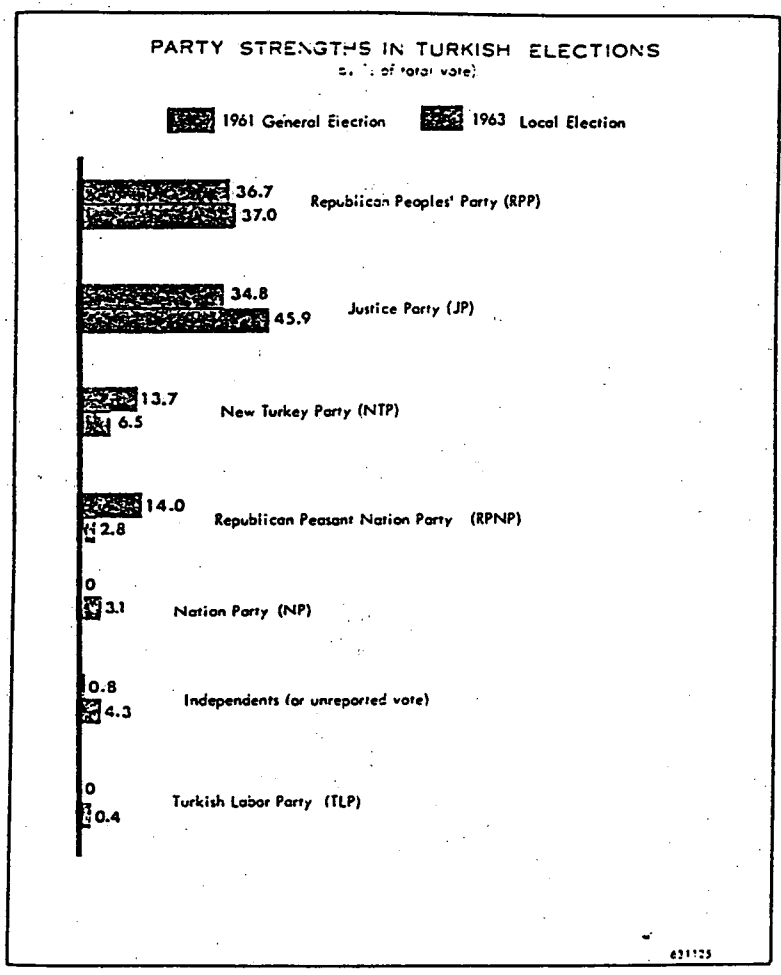 PARTY STRENGTHS IN TURKISH ELECTIONS
of total vote)
1961 General Election 1963 Local Election
36.7
37.0
Republican Peoples' Party (RPP)
34.8
45.9
Justice Party (JP)
13.7
6.5
New Turkey Party (NTP)
14.0
2.8
Republican Peasant Nation Party (RPNP)
0
3.1
Nation Party (NP)
0.8
4.3
Independents (or unreported vote)
0
0.4
Turkish Labor Party (TLP)